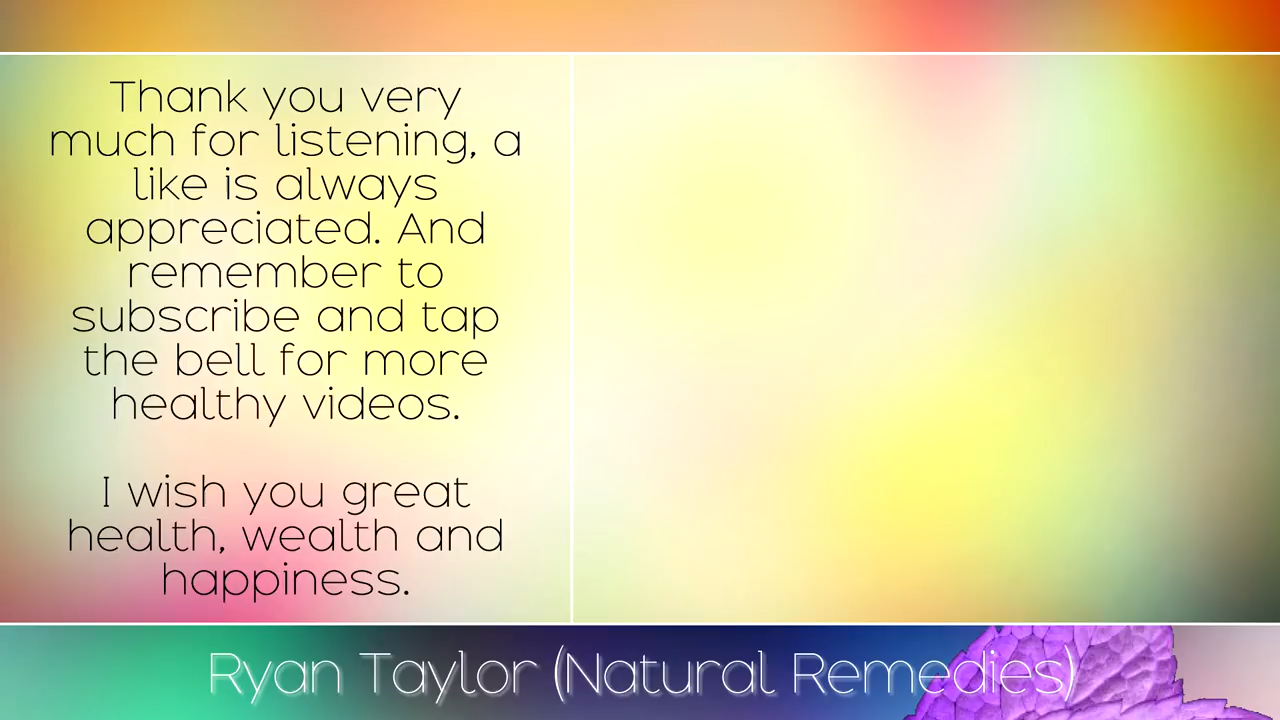 Thank you very
much for listening, a
like is always
appreciated. And
remember to
subscribe and tap
the bell for more
healthy videos.
I wish you great
health, wealth and
happiness.
Ryan Taylor (Natural Remedies)